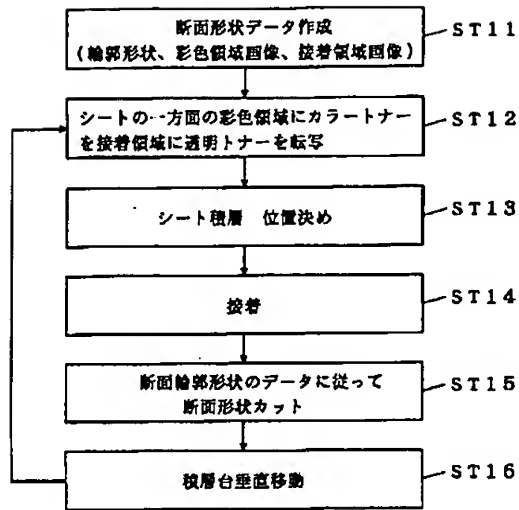 断面形状データ作成
(輪郭形状、彩色領域画像、接着領域画像)
ST11
シートの一方面の彩色領域にカラートナー
を接着領域に透明トナーを転写
ST12
シート積層 位置決め
ST13
接着
ST14
断面輪郭形状のデータに従って
断面形状カット
ST15
積層台垂直移動
ST16